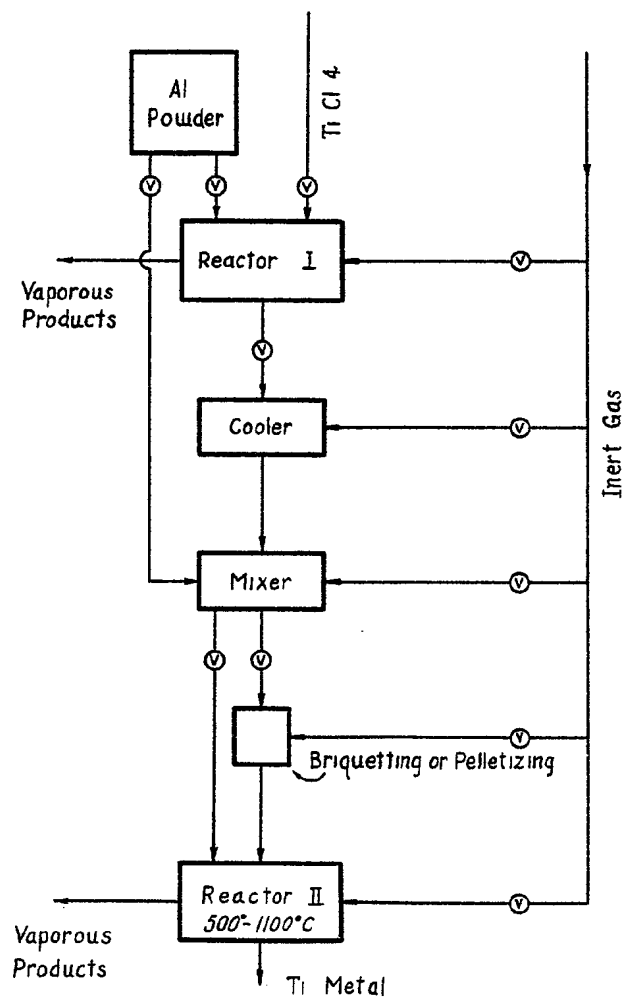 Al
Powder
Ti Cl 4
V
V
V
Reactor I
V
Vaporous
Products
V
Cooler
V
Inert Gas
Mixer
V
V
V
V
Briquetting or Pelletizing
Reactor II
500°-1100°C
V
Vaporous
Products
Ti Metal